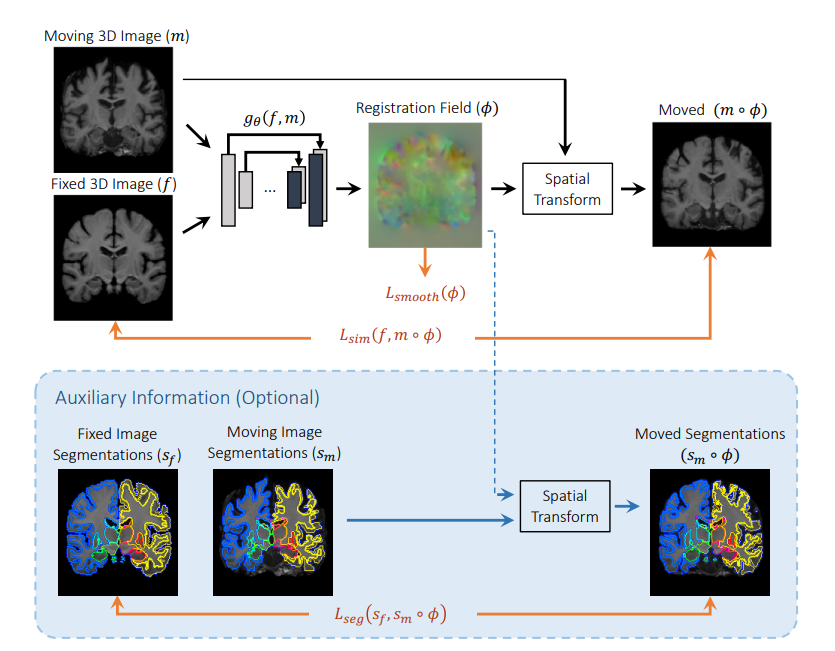 Moving 3D Image (m)
g_θ(f, m)
Registration Field (ϕ)
Moved (m ∘ ϕ)
Fixed 3D Image (f)
...
Spatial
Transform
L_smooth(ϕ)
L_sim(f, m ∘ ϕ)
Auxiliary Information (Optional)
Fixed Image
Segmentations (s_f)
Moving Image
Segmentations (s_m)
Moved Segmentations
(s_m ∘ ϕ)
Spatial
Transform
L_seg(s_f, s_m ∘ ϕ)